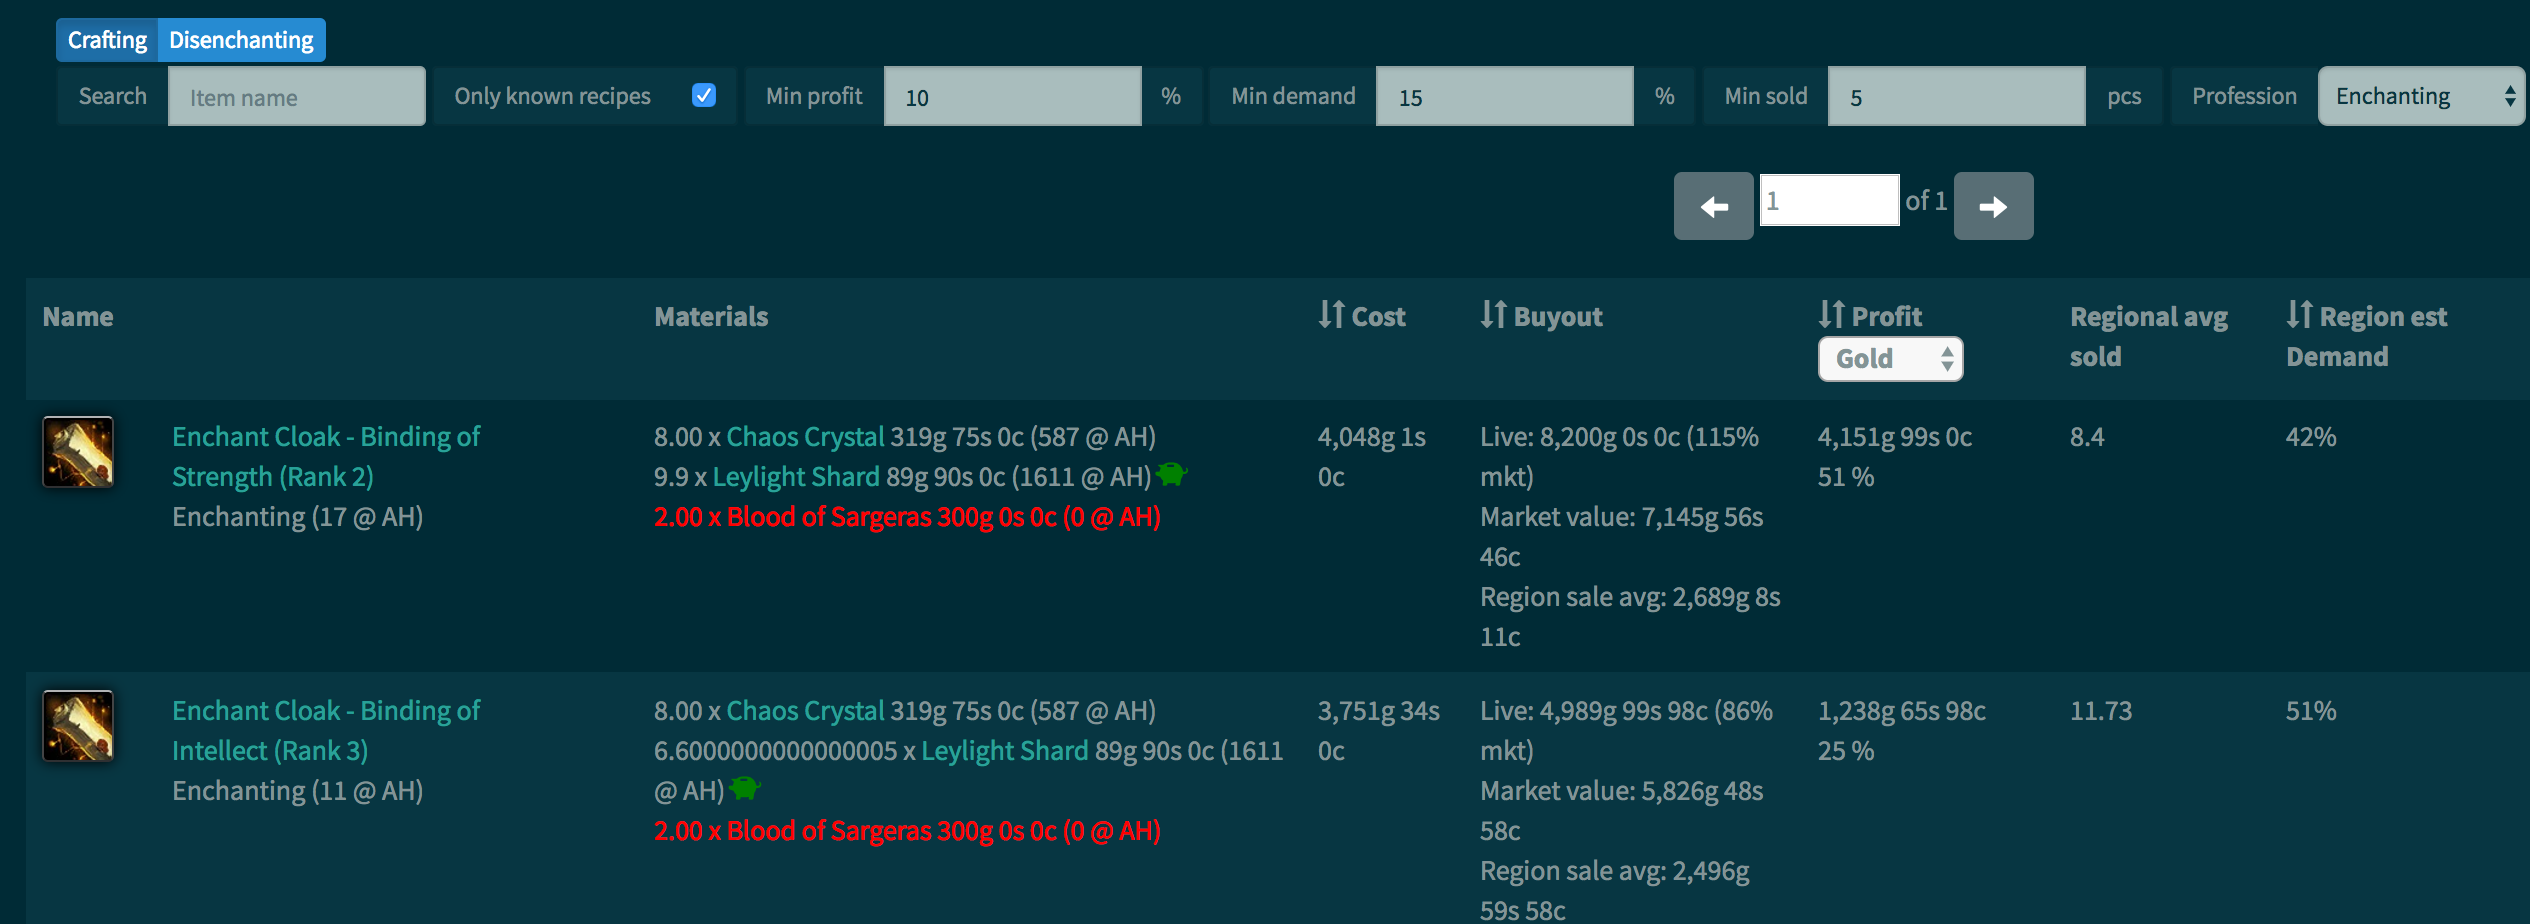 Crafting Disenchanting
Search Item name Only known recipes Min profit 10 % Min demand 15 % Min sold 5 pcs Profession Enchanting
1 of 1
Name Materials Cost Buyout Profit Regional avg sold Region est Demand
Gold
Enchant Cloak - Binding of
Strength (Rank 2)
Enchanting (17 @ AH)
8.00 x Chaos Crystal 319g 75s 0c (587 @ AH)
9.9 x Leylight Shard 89g 90s 0c (1611 @ AH)
2.00 x Blood of Sargeras 300g 0s 0c (0 @ AH)
4,048g 1s
0c
Live: 8,200g 0s 0c (115%
mkt)
Market value: 7,145g 56s
46c
Region sale avg: 2,689g 8s
11c
4,151g 99s 0c
51 %
8.4
42%
Enchant Cloak - Binding of
Intellect (Rank 3)
Enchanting (11 @ AH)
8.00 x Chaos Crystal 319g 75s 0c (587 @ AH)
6.6000000000000005 x Leylight Shard 89g 90s 0c (1611
@ AH)
2.00 x Blood of Sargeras 300g 0s 0c (0 @ AH)
3,751g 34s
0c
Live: 4,989g 99s 98c (86%
mkt)
Market value: 5,826g 48s
58c
Region sale avg: 2,496g
59s 58c
1,238g 65s 98c
25 %
11.73
51%